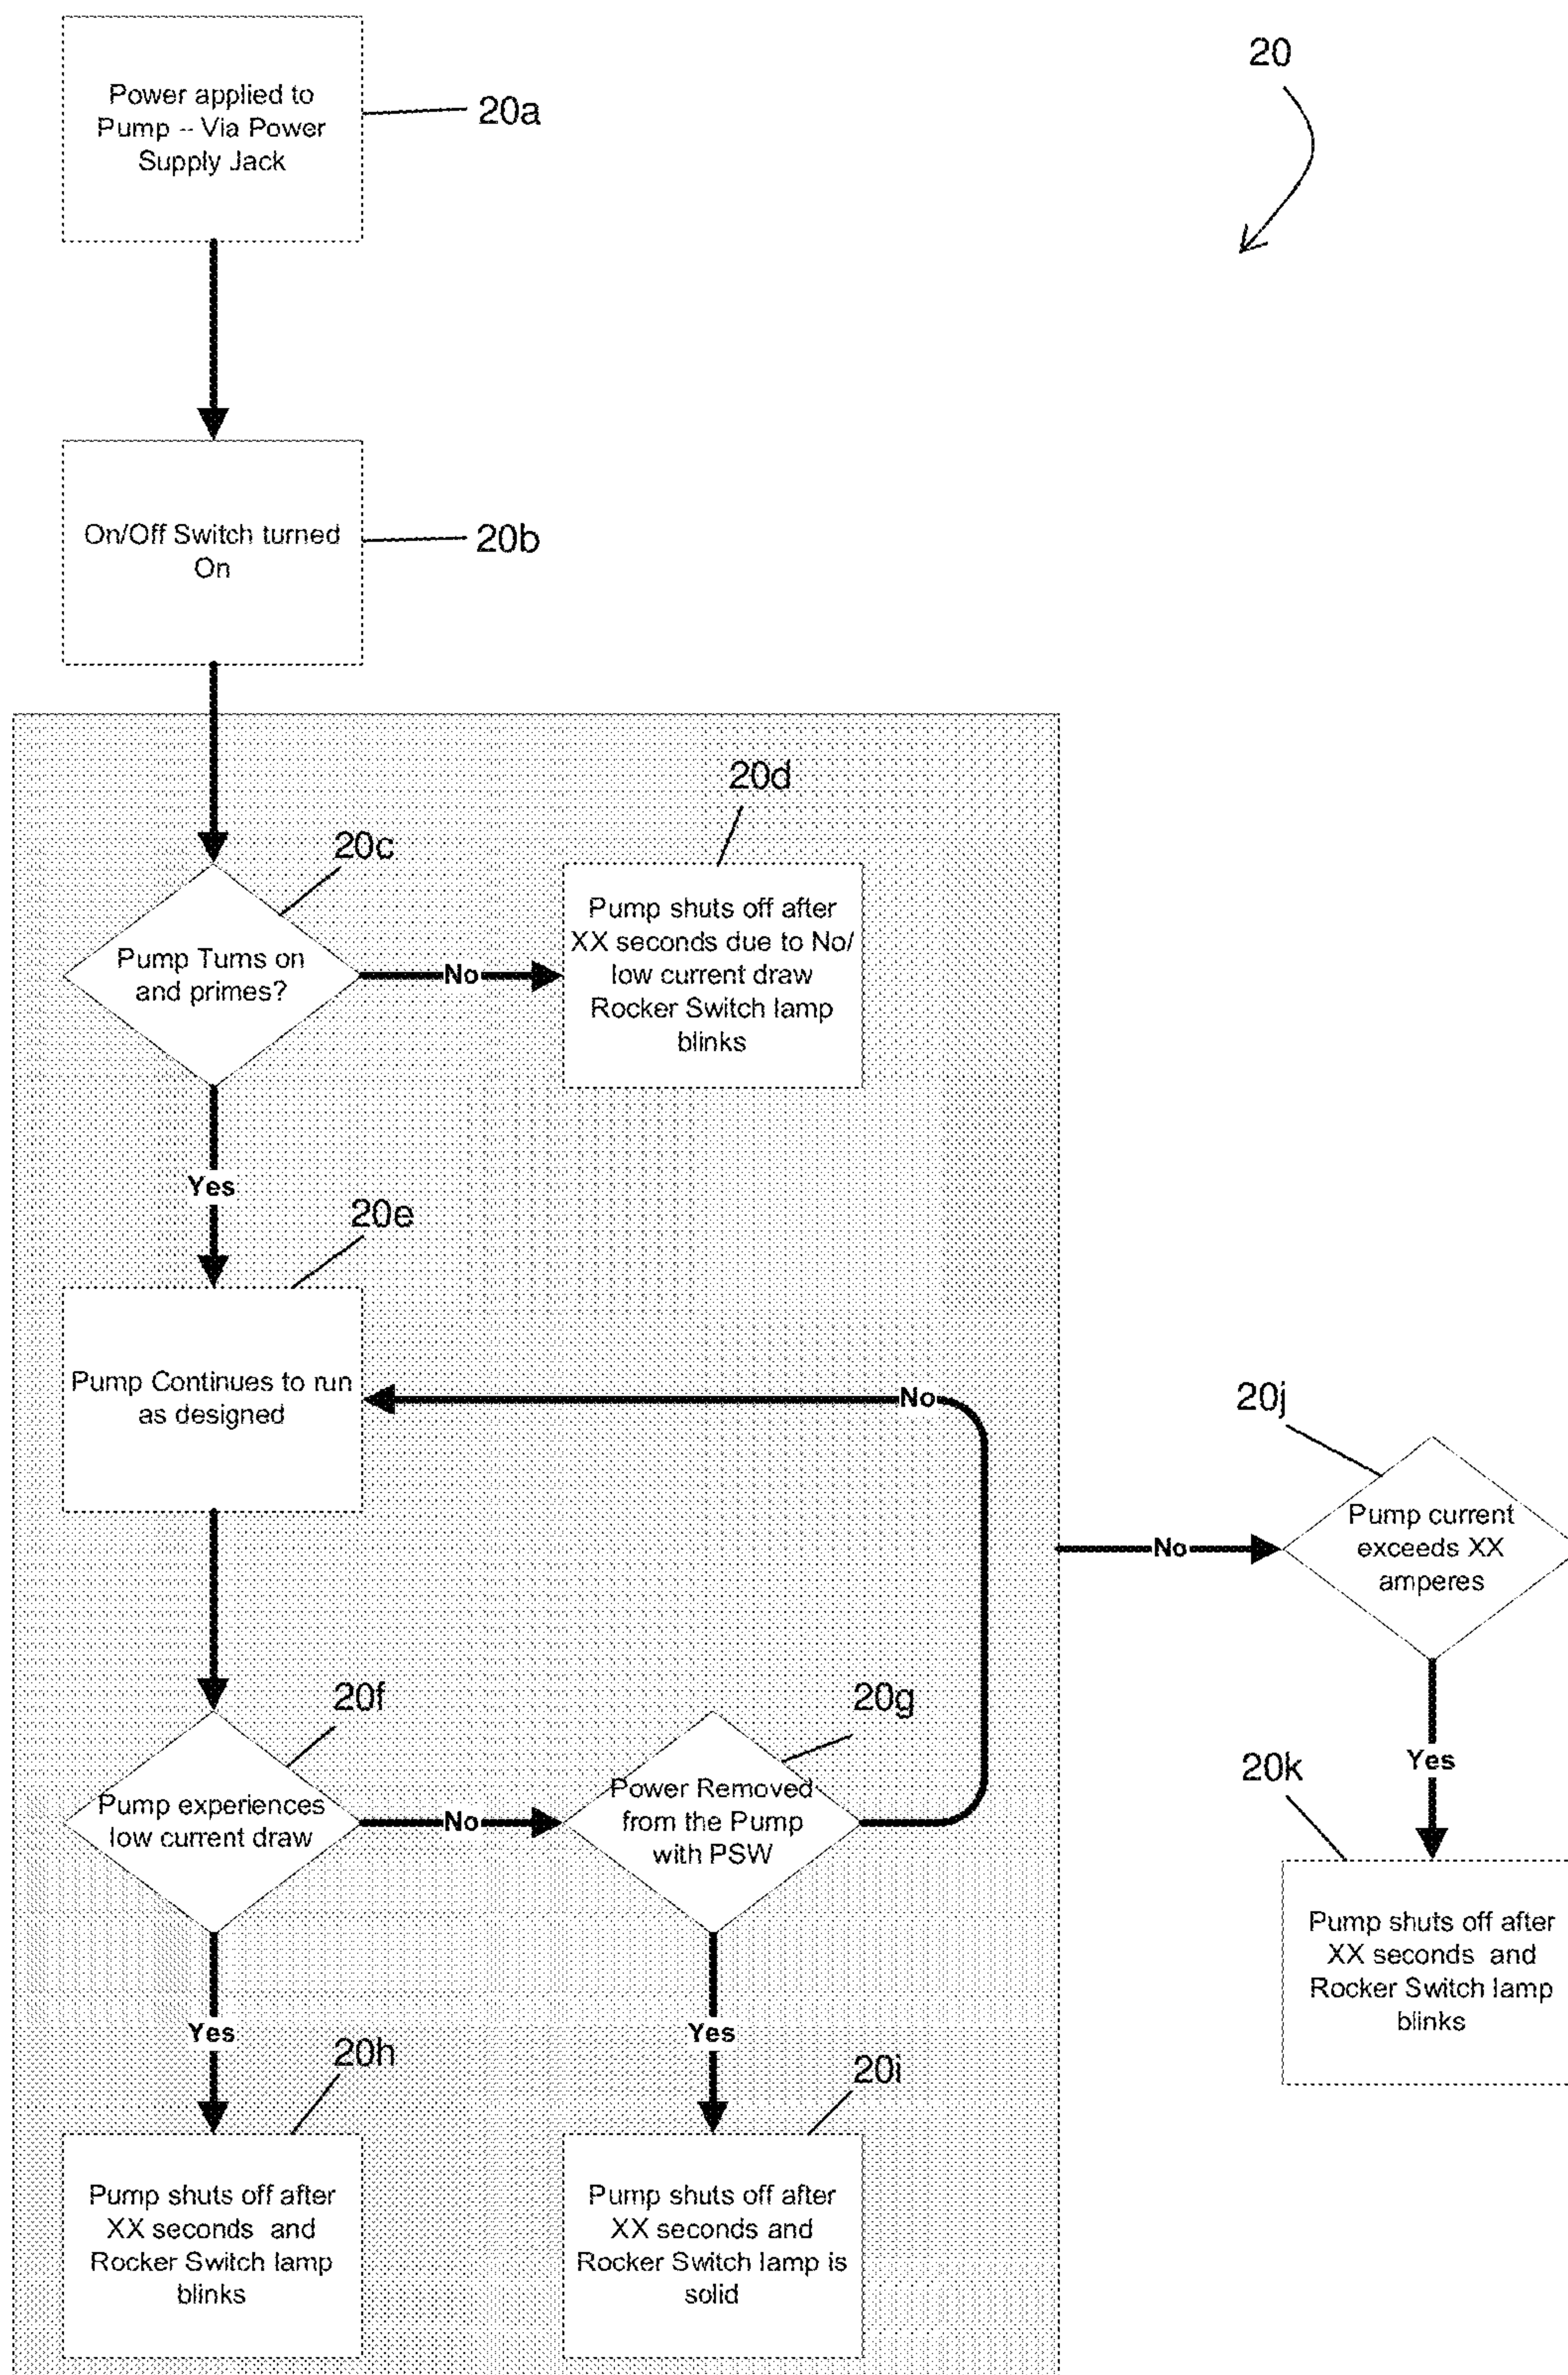 20
Power applied to
Pump -- Via Power
Supply Jack
20a
On/Off Switch turned
On
20b
20c
Pump Turns on
and primes?
No
20d
Pump shuts off after
XX seconds due to No/
low current draw
Rocker Switch lamp
blinks
Yes
20e
Pump Continues to run
as designed
No
20f
Pump experiences
low current draw
No
20g
Power Removed
from the Pump
with PSW
Yes
20h
Pump shuts off after
XX seconds and
Rocker Switch lamp
blinks
Yes
20i
Pump shuts off after
XX seconds and
Rocker Switch lamp is
solid
No
20j
Pump current
exceeds XX
amperes
Yes
20k
Pump shuts off after
XX seconds and
Rocker Switch lamp
blinks